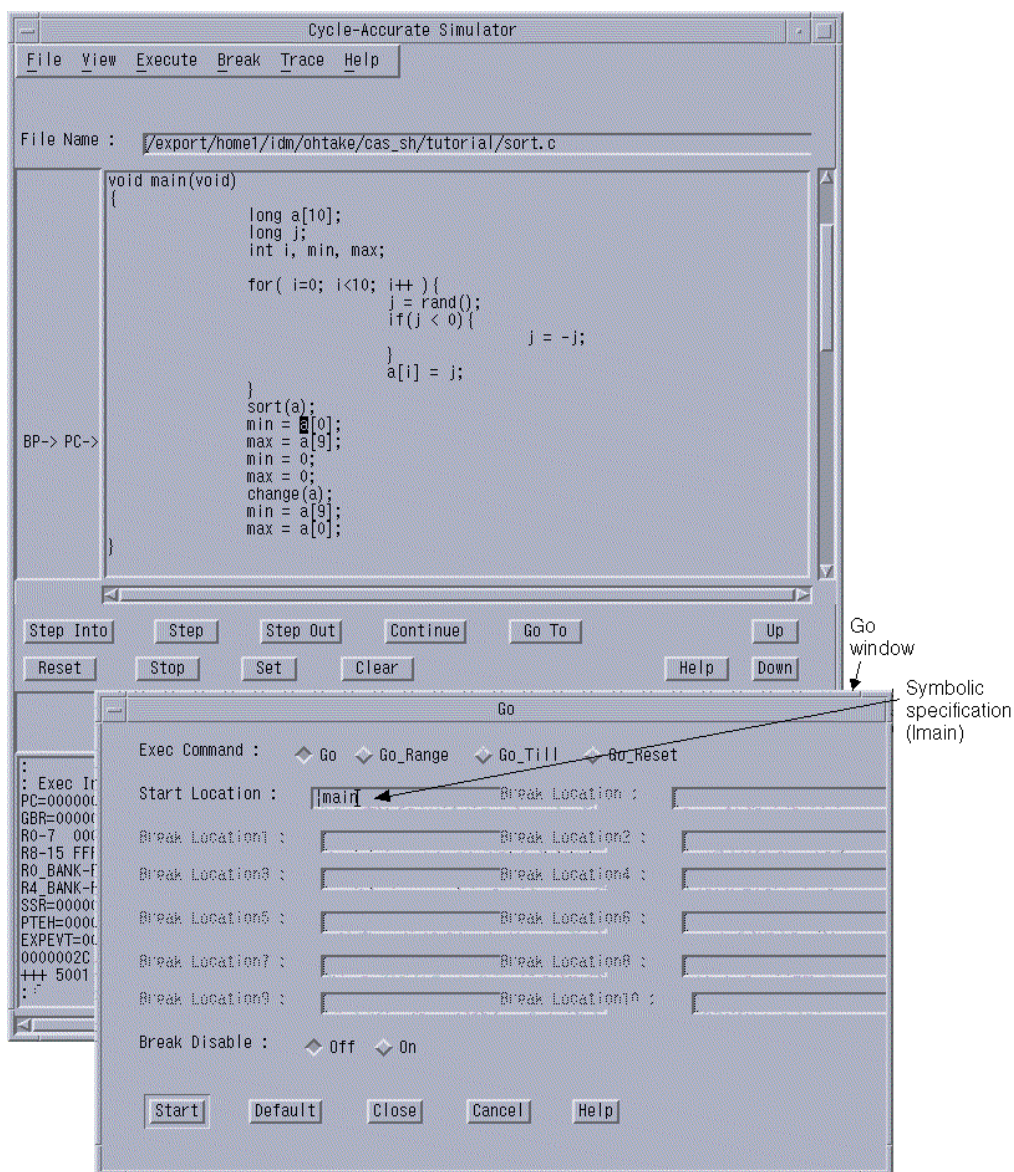 Cycle-Accurate Simulator
File View Execute Break Trace Help
File Name : /export/home1/idm/ohtake/cas_sh/tutorial/sort.c
void main(void)
{
long a[10];
long j;
int i, min, max;
for( i=0; i<10; i++ ){
j = rand();
if(j < 0){
j = -j;
}
a[i] = j;
}
sort(a);
min = a[0];
BP-> PC-> max = a[9];
min = 0;
max = 0;
change(a);
min = a[9];
max = a[0];
}
Step Into Step Step Out Continue Go To Up
Reset Stop Set Clear Help Down
Go
window
Symbolic
specification
(Imain)
Go
Exec Command : Go Go_Range Go_Till Go_Reset
Start Location : |main Break Location :
Break Location1 : Break Location2 :
Break Location3 : Break Location4 :
Break Location5 : Break Location6 :
Break Location7 : Break Location8 :
Break Location9 : Break Location10 :
Break Disable : Off On
Start Default Close Cancel Help
:
: Exec In
PC=000000
GBR=00000
R0-7 000
R8-15 FFF
R0_BANK-
R4_BANK-
SSR=00000
PTEH=0000
EXPEVT=00
0000002C
+++ 5001
: